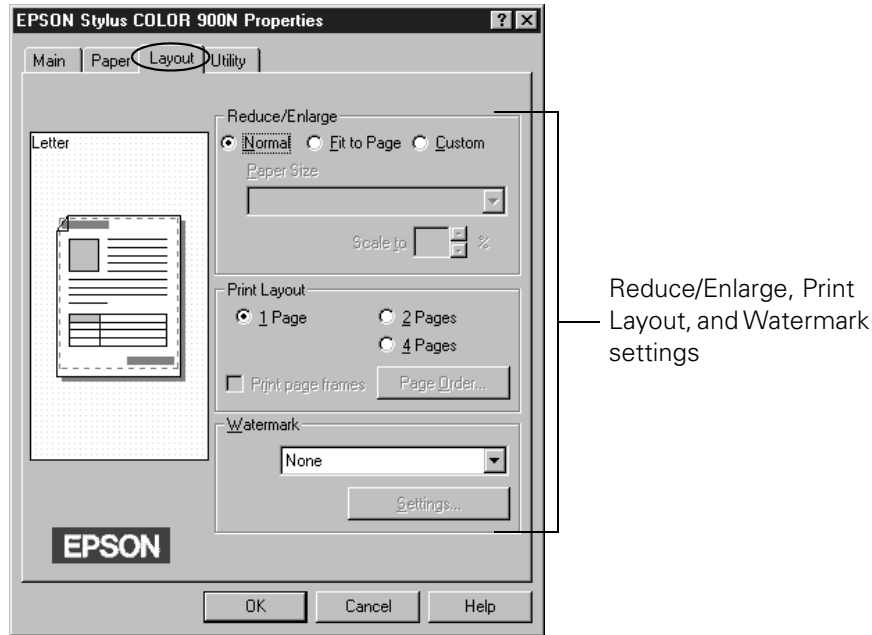 EPSON Stylus COLOR 900N Properties
Main Paper Layout Utility
Letter
Reduce/Enlarge
Normal Fit to Page Custom
Paper Size
Scale to %
Print Layout
1 Page 2 Pages
4 Pages
Print page frames Page Order...
Watermark
None
Settings...
EPSON
OK Cancel Help
Reduce/Enlarge, Print
Layout, and Watermark
settings